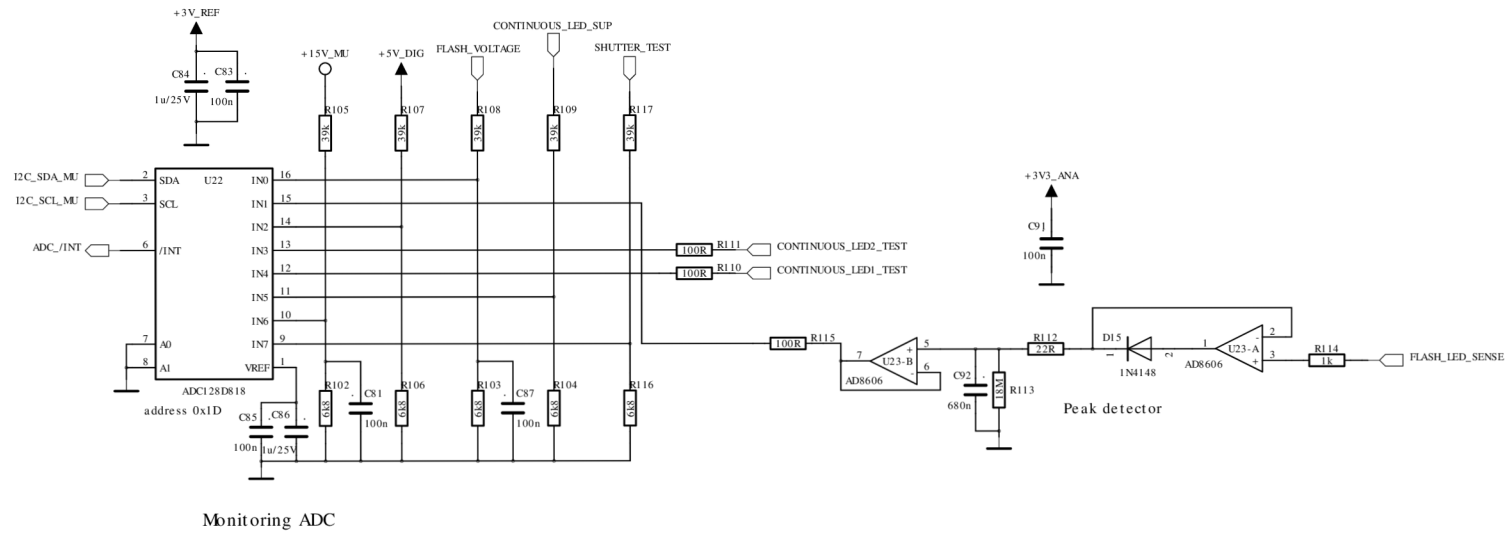 +3V_REF
CONTINUOUS_LED_SUP
+15V_MU
+5V_DIG
FLASH_VOLTAGE
SHUTTER_TEST
C84
C83
1u/25V
100n
R105
R107
R108
R109
R117
39k
39k
39k
39k
39k
I2C_SDA_MU
2
SDA
U22
IN0
16
I2C_SCL_MU
3
SCL
IN1
15
IN2
14
ADC_/INT
6
/INT
IN3
13
100R
R111
CONTINUOUS_LED2_TEST
IN4
12
100R
R110
CONTINUOUS_LED1_TEST
IN5
11
IN6
10
7
A0
IN7
9
8
A1
VREF
1
ADC128D818
address 0x1D
+3V3_ANA
C91
100n
100R
R115
7
U23-B
+
-
5
6
AD8606
R112
22R
C92
680n
18M
R113
D15
1
2
1N4148
1
U23-A
-
+
2
3
AD8606
R114
1k
FLASH_LED_SENSE
Peak detector
R102
R106
R103
R104
R116
6k8
6k8
6k8
6k8
6k8
C81
100n
C87
100n
C85
C86
100n
1u/25V
Monitoring ADC